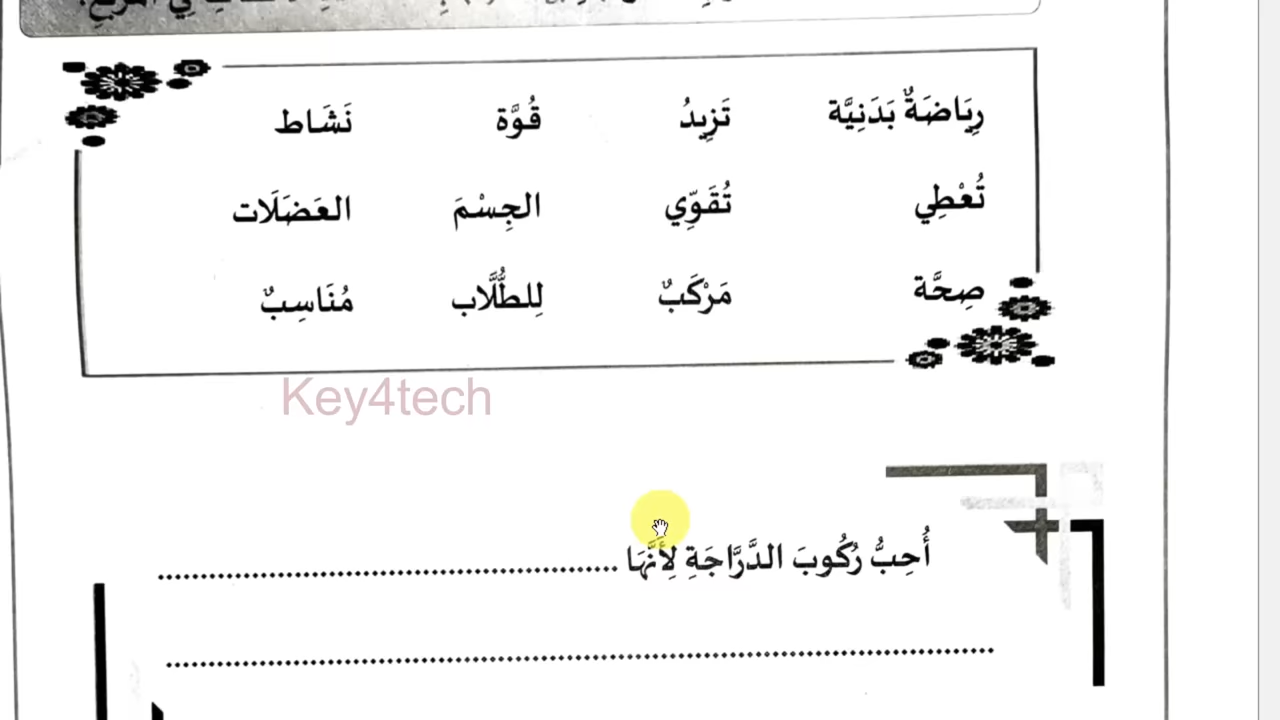 رِيَاضَةٌ بَدَنِيَّة تَزِيدُ قُوَّة نَشَاط
تُعْطِي تُقَوِّي الجِسْمَ العَضَلَات
صِحَّة مَرْكَبٌ لِلطُّلَّاب مُنَاسِبٌ
Key4tech
أُحِبُّ رُكُوبَ الدَّرَّاجَةِ لِأَنَّهَا ......................................................
....................................................................................................